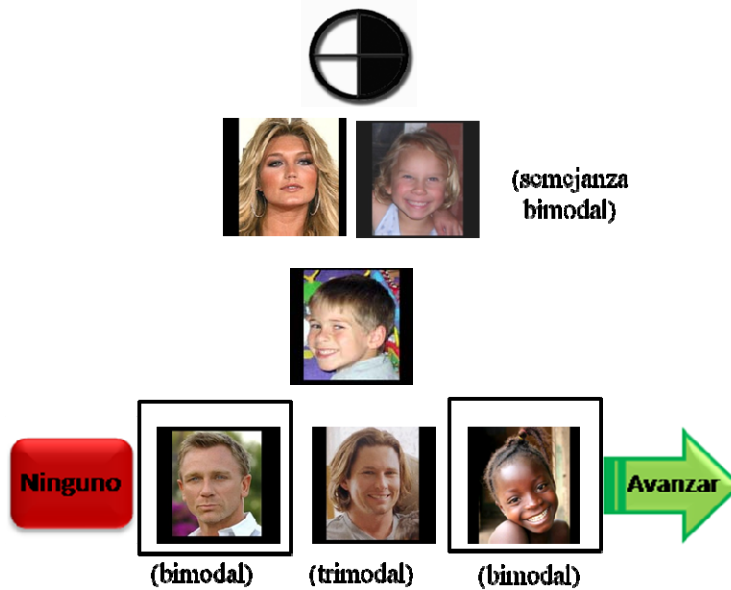 (semejanza
bimodal)
Ninguno
Avanzar
(bimodal) (trimodal) (bimodal)